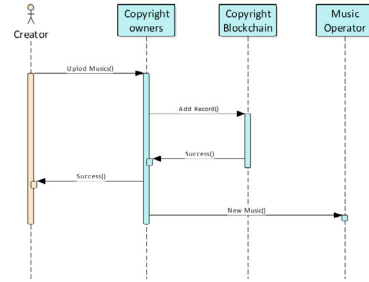 Creator
Copyright
owners
Copyright
Blockchain
Music
Operator
Uplod Musics()
Add Record()
Success()
Success()
New Music()